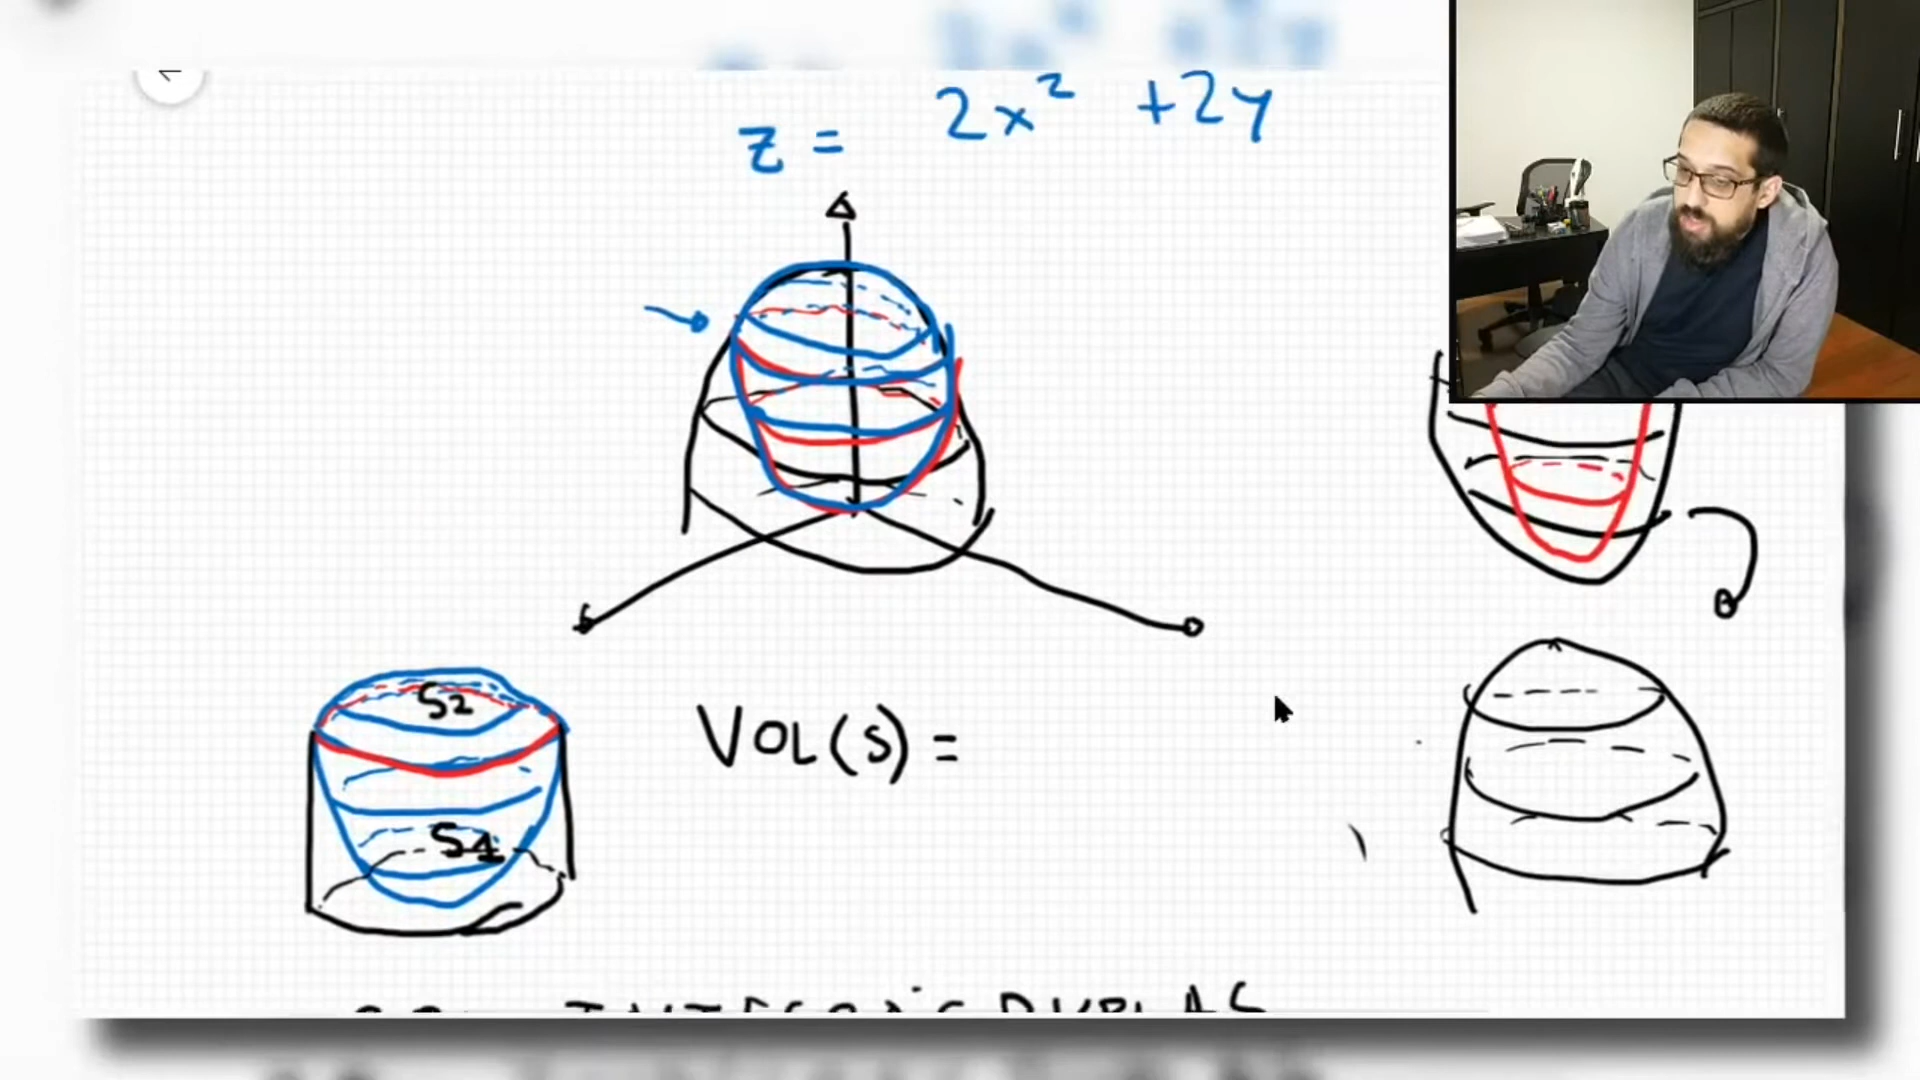 z = 2x² +2y
S2
VOL(S) =
S1